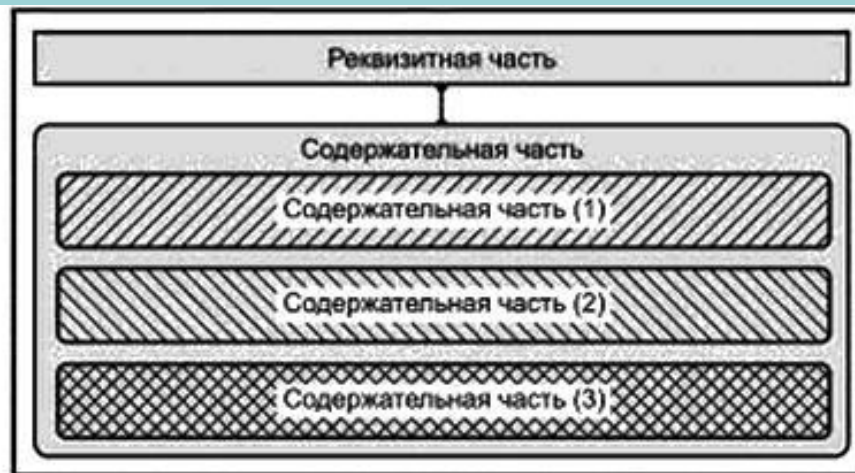 Реквизитная часть
Содержательная часть
Содержательная часть (1)
Содержательная часть (2)
Содержательная часть (3)